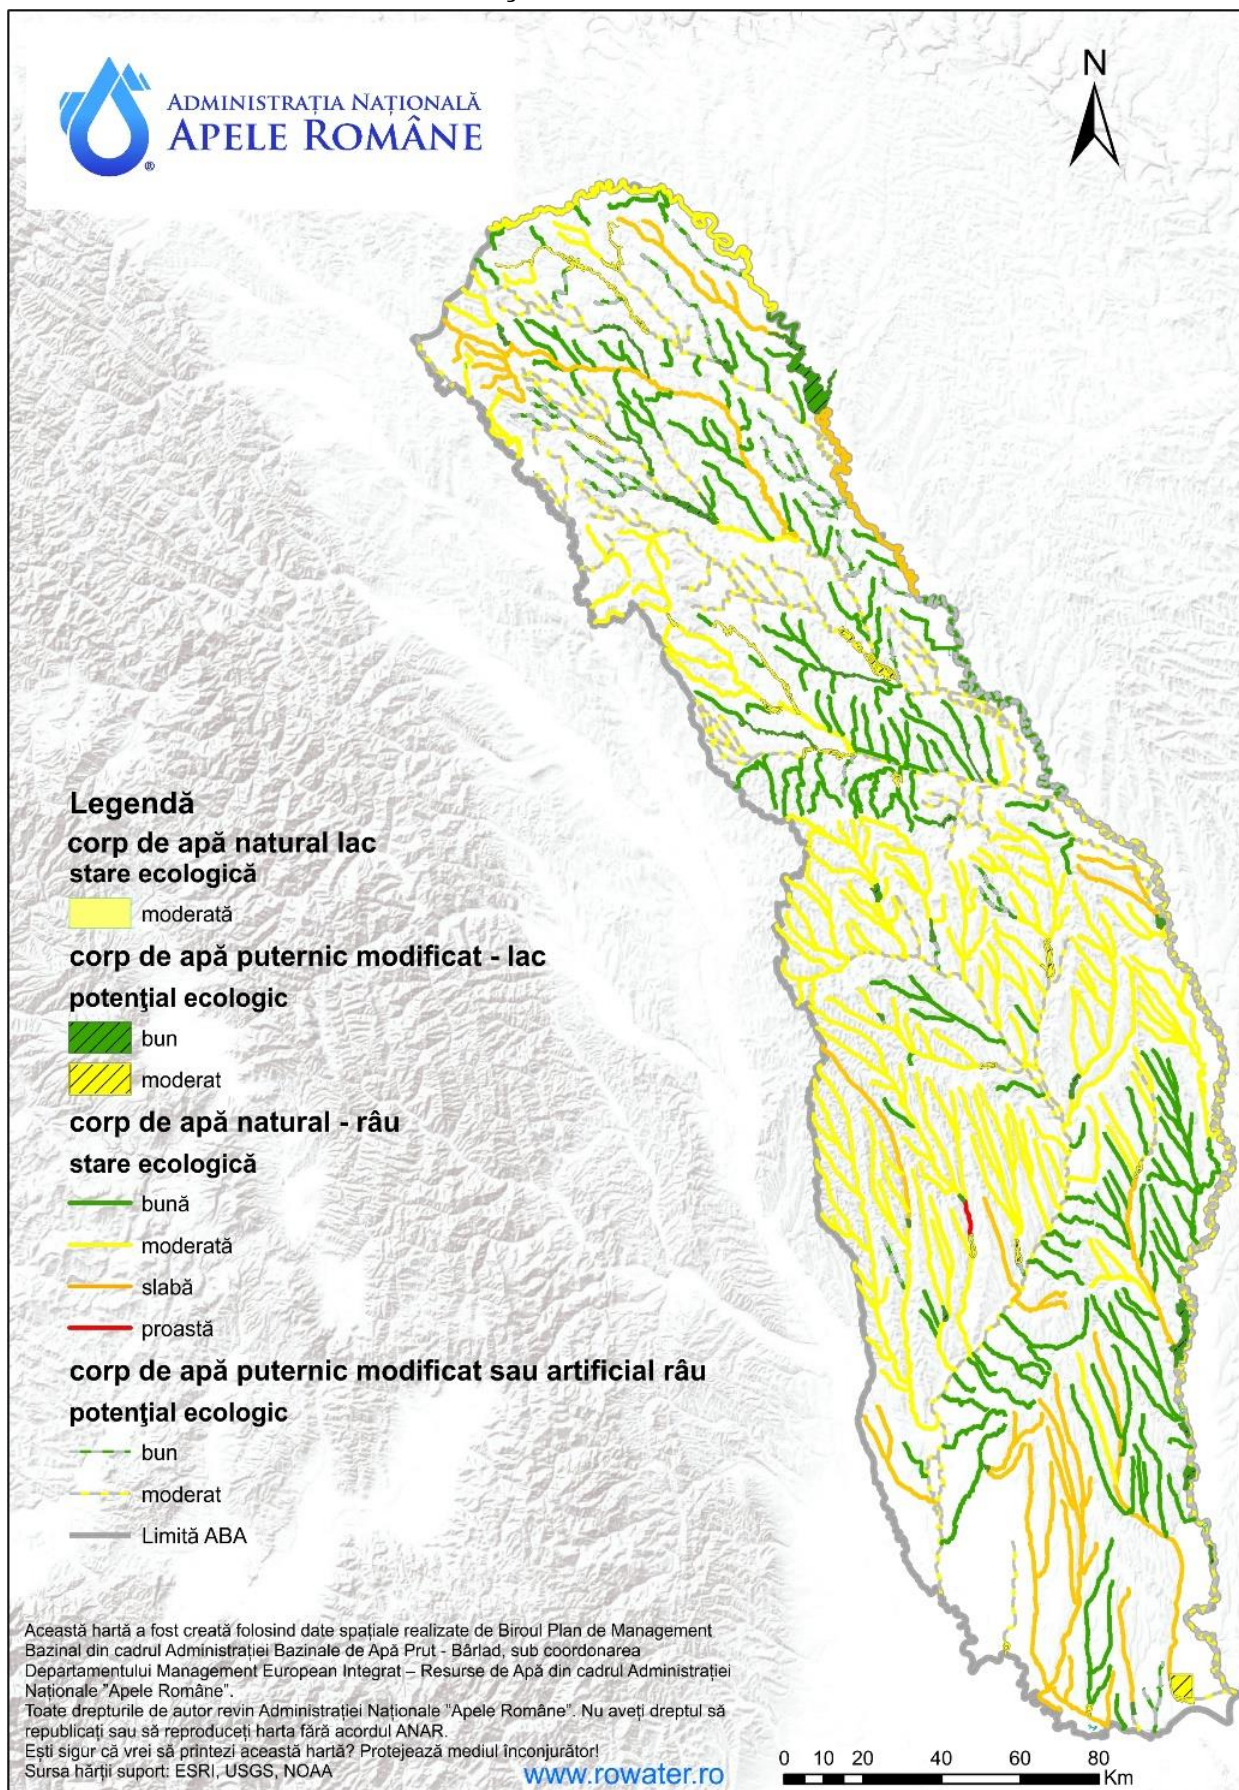 ADMINISTRAȚIA NAȚIONALĂ
APELE ROMÂNE
®
N
Legendă
corp de apă natural lac
stare ecologică
moderată
corp de apă puternic modificat - lac
potenţial ecologic
bun
moderat
corp de apă natural - râu
stare ecologică
bună
moderată
slabă
proastă
corp de apă puternic modificat sau artificial râu
potenţial ecologic
bun
moderat
Limită ABA
Această hartă a fost creată folosind date spațiale realizate de Biroul Plan de Management
Bazinal din cadrul Administrației Bazinale de Apă Prut - Bârlad, sub coordonarea
Departamentului Management European Integrat – Resurse de Apă din cadrul Administrației
Naționale "Apele Române".
Toate drepturile de autor revin Administrației Naționale "Apele Române". Nu aveți dreptul să
republicați sau să reproduceți harta fără acordul ANAR.
Ești sigur că vrei să printezi această hartă? Protejează mediul înconjurător!
Sursa hărții suport: ESRI, USGS, NOAA
www.rowater.ro
0 10 20 40 60 80
Km